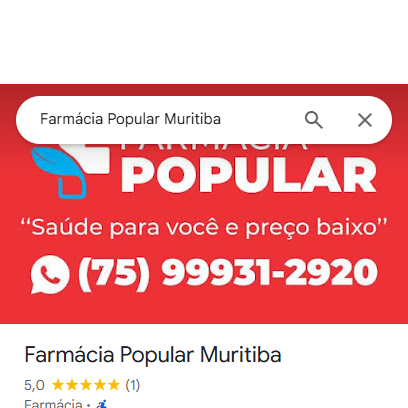 Farmácia Popular Muritiba
FARMÁCIA
POPULAR
“Saúde para você e preço baixo”
(75) 99931-2920
Farmácia Popular Muritiba
5,0 ★★★★★ (1)
Farmácia ·